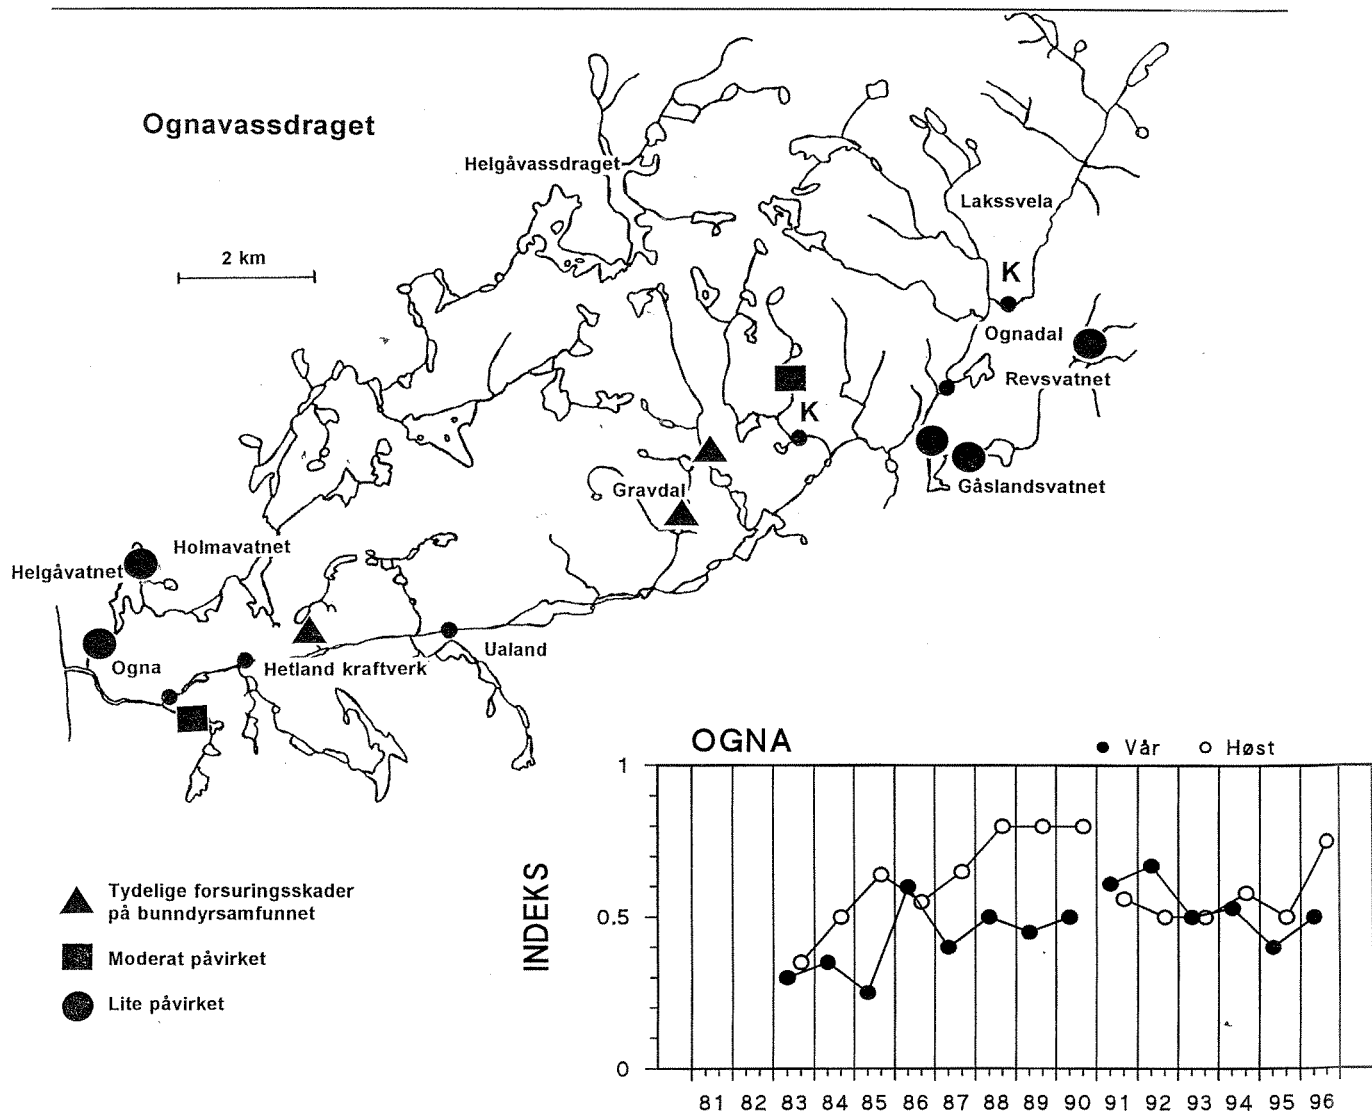 Ognavassdraget
Helgåvassdraget
Lakssvela
2 km
K
Ognadal
Revsvatnet
K
Gravdal
Gåslandsvatnet
Holmavatnet
Helgåvatnet
Ogna
Hetland kraftverk
Ualand
Tydelige forsuringsskader
på bunndyrsamfunnet
Moderat påvirket
Lite påvirket
OGNA
Vår Høst
INDEKS
1
0.5
0
81 82 83 84 85 86 87 88 89 90 91 92 93 94 95 96